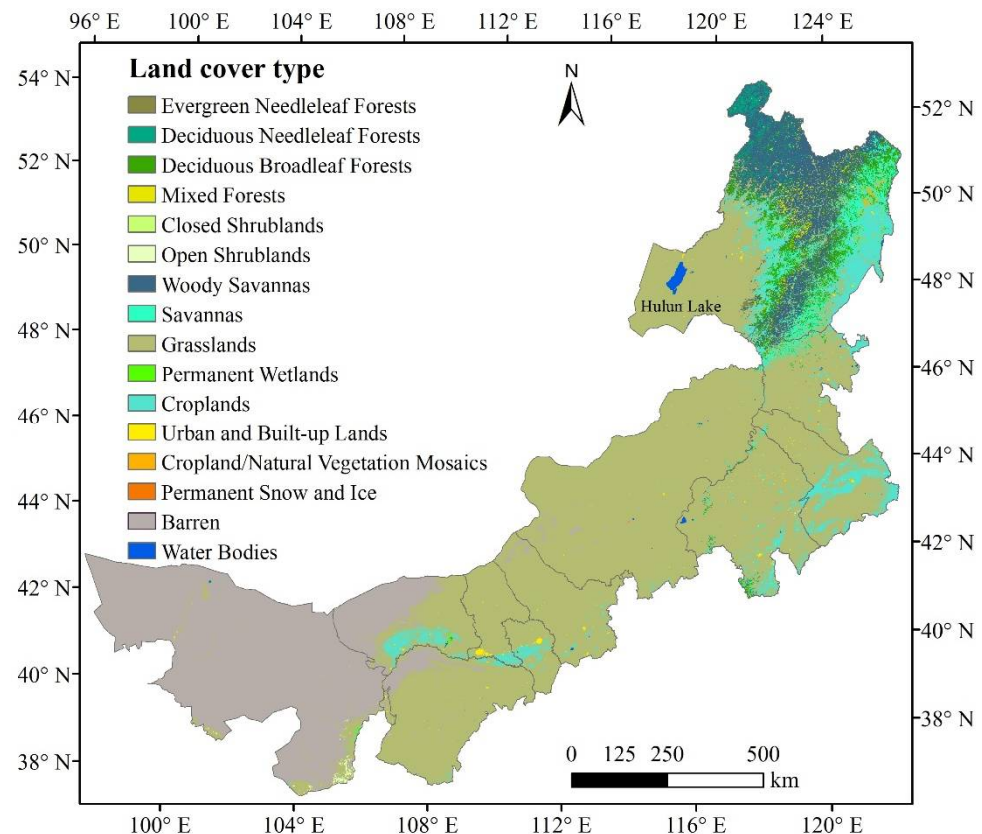 96° E 100° E 104° E 108° E 112° E 116° E 120° E 124° E
Land cover type
Evergreen Needleleaf Forests
Deciduous Needleleaf Forests
Deciduous Broadleaf Forests
Mixed Forests
Closed Shrublands
Open Shrublands
Woody Savannas
Savannas
Grasslands
Permanent Wetlands
Croplands
Urban and Built-up Lands
Cropland/Natural Vegetation Mosaics
Permanent Snow and Ice
Barren
Water Bodies
N
Hulun Lake
54° N
52° N
50° N
48° N
46° N
44° N
42° N
40° N
38° N
52° N
50° N
48° N
46° N
44° N
42° N
40° N
38° N
0 125 250 500
km
100° E 104° E 108° E 112° E 116° E 120° E